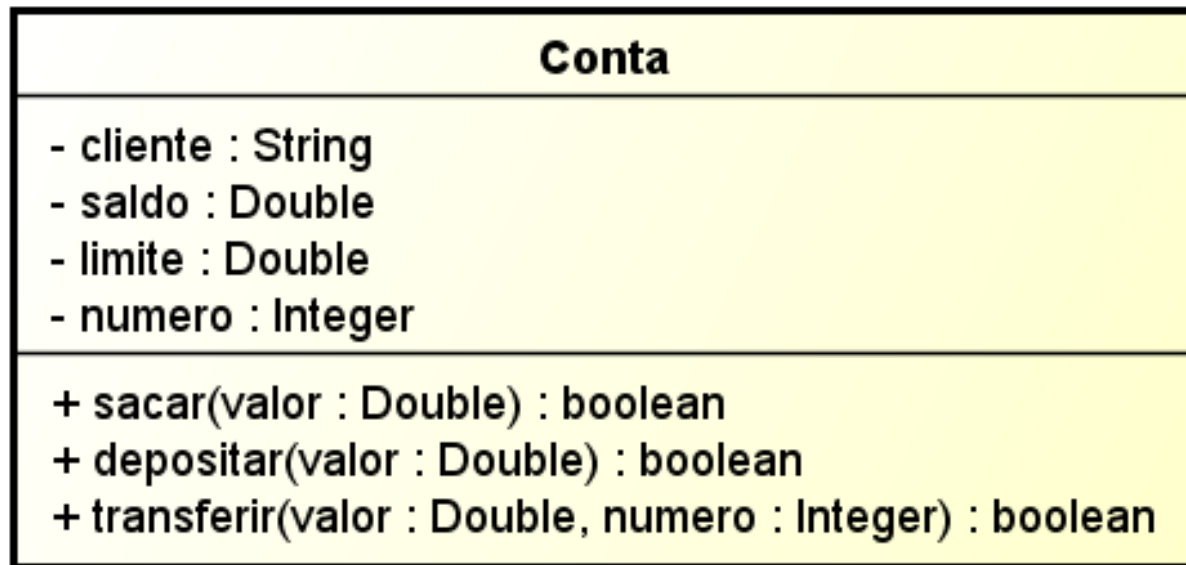 Conta
- cliente : String
- saldo : Double
- limite : Double
- numero : Integer
+ sacar(valor : Double) : boolean
+ depositar(valor : Double) : boolean
+ transferir(valor : Double, numero : Integer) : boolean